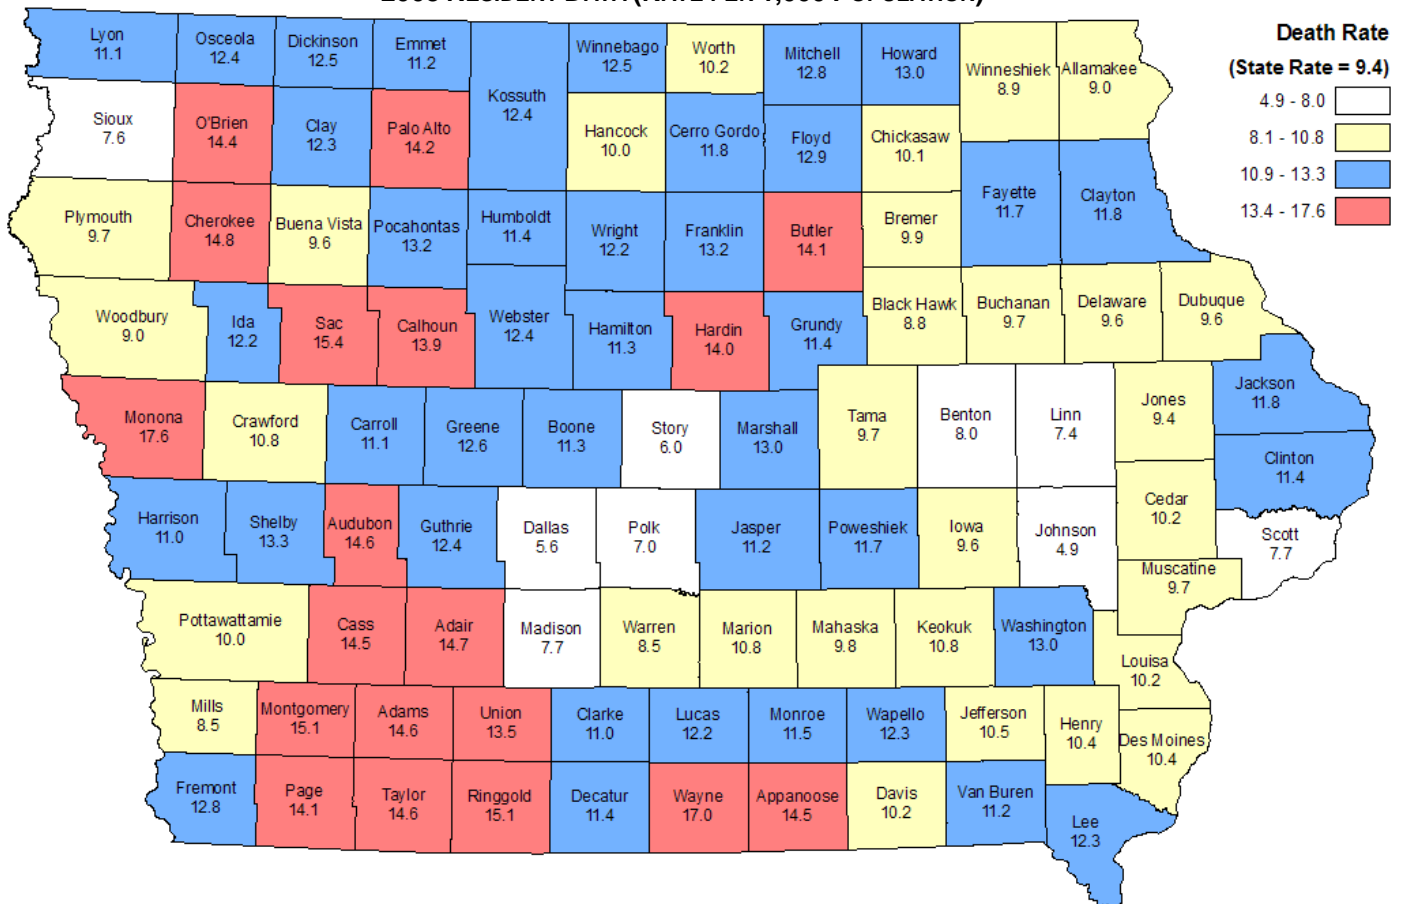 2008 RESIDENT DATA (RATE PER 1,000 POPULATION)
Death Rate
(State Rate = 9.4)
4.9 - 8.0
8.1 - 10.8
10.9 - 13.3
13.4 - 17.6
Lyon
11.1
Osceola
12.4
Dickinson
12.5
Emmet
11.2
Kossuth
12.4
Winnebago
12.5
Worth
10.2
Mitchell
12.8
Howard
13.0
Winneshiek
8.9
Allamakee
9.0
Sioux
7.6
O'Brien
14.4
Clay
12.3
Palo Alto
14.2
Hancock
10.0
Cerro Gordo
11.8
Floyd
12.9
Chickasaw
10.1
Fayette
11.7
Clayton
11.8
Plymouth
9.7
Cherokee
14.8
Buena Vista
9.6
Pocahontas
13.2
Humboldt
11.4
Wright
12.2
Franklin
13.2
Butler
14.1
Bremer
9.9
Woodbury
9.0
Ida
12.2
Sac
15.4
Calhoun
13.9
Webster
12.4
Hamilton
11.3
Hardin
14.0
Grundy
11.4
Black Hawk
8.8
Buchanan
9.7
Delaware
9.6
Dubuque
9.6
Monona
17.6
Crawford
10.8
Carroll
11.1
Greene
12.6
Boone
11.3
Story
6.0
Marshall
13.0
Tama
9.7
Benton
8.0
Linn
7.4
Jones
9.4
Jackson
11.8
Clinton
11.4
Harrison
11.0
Shelby
13.3
Audubon
14.6
Guthrie
12.4
Dallas
5.6
Polk
7.0
Jasper
11.2
Poweshiek
11.7
Iowa
9.6
Johnson
4.9
Cedar
10.2
Scott
7.7
Muscatine
9.7
Pottawattamie
10.0
Cass
14.5
Adair
14.7
Madison
7.7
Warren
8.5
Marion
10.8
Mahaska
9.8
Keokuk
10.8
Washington
13.0
Louisa
10.2
Mills
8.5
Montgomery
15.1
Adams
14.6
Union
13.5
Clarke
11.0
Lucas
12.2
Monroe
11.5
Wapello
12.3
Jefferson
10.5
Henry
10.4
Des Moines
10.4
Fremont
12.8
Page
14.1
Taylor
14.6
Ringgold
15.1
Decatur
11.4
Wayne
17.0
Appanoose
14.5
Davis
10.2
Van Buren
11.2
Lee
12.3